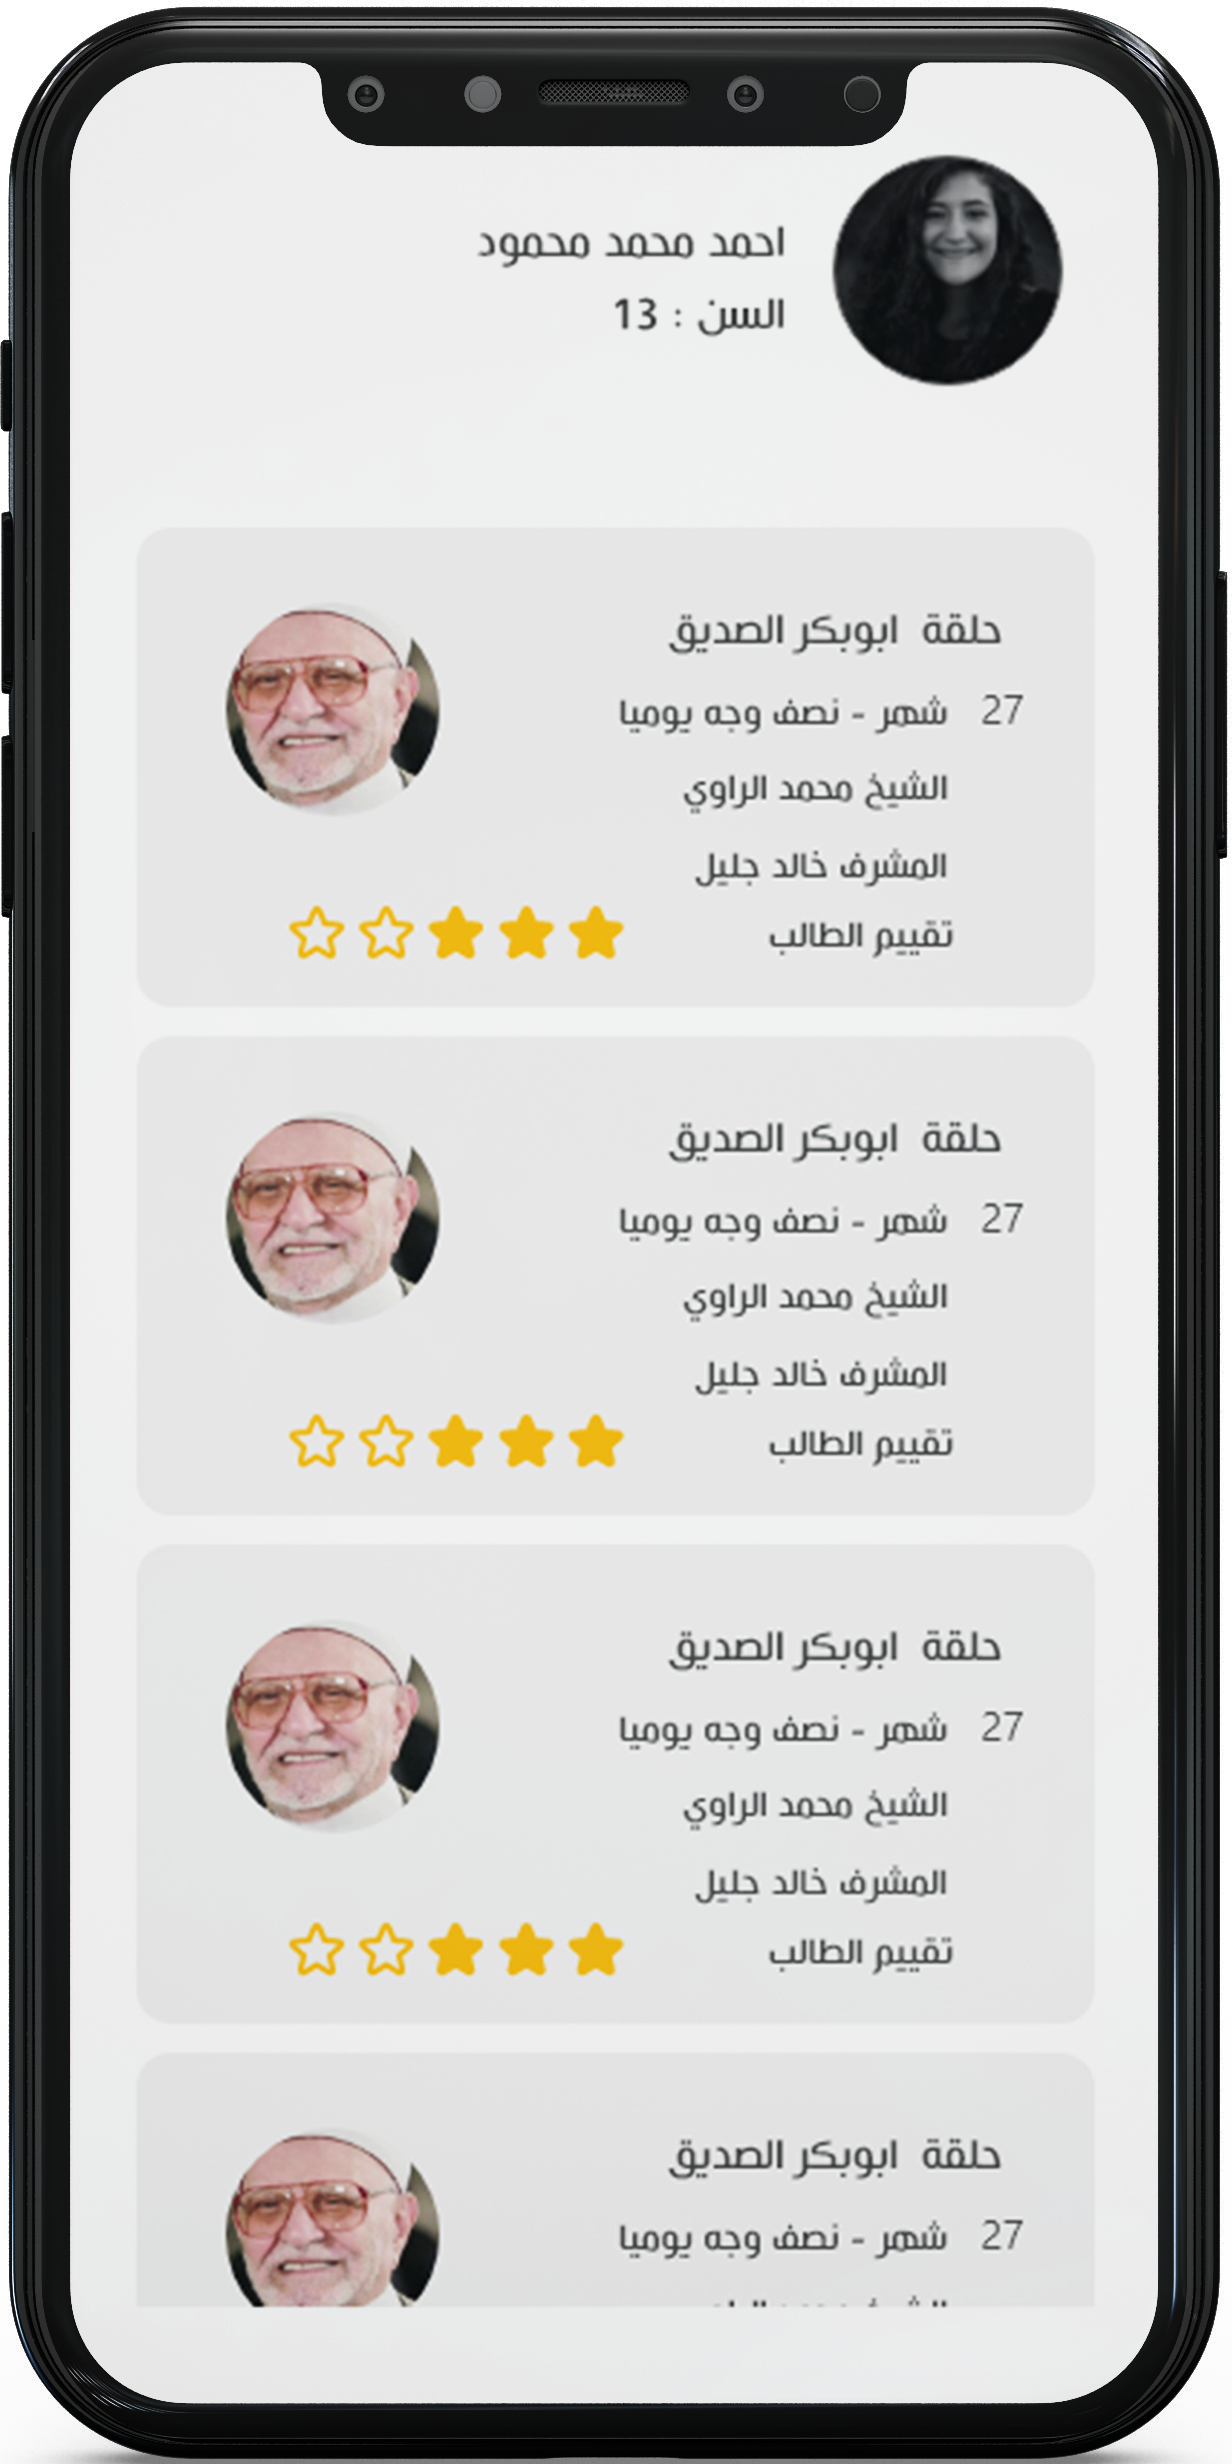 احمد محمد محمود
السن : 13
حلقة ابوبكر الصديق
27 شهر - نصف وجه يوميا
الشيخ محمد الراوي
المشرف خالد جليل
تقييم الطالب
حلقة ابوبكر الصديق
27 شهر - نصف وجه يوميا
الشيخ محمد الراوي
المشرف خالد جليل
تقييم الطالب
حلقة ابوبكر الصديق
27 شهر - نصف وجه يوميا
الشيخ محمد الراوي
المشرف خالد جليل
تقييم الطالب
حلقة ابوبكر الصديق
27 شهر - نصف وجه يوميا